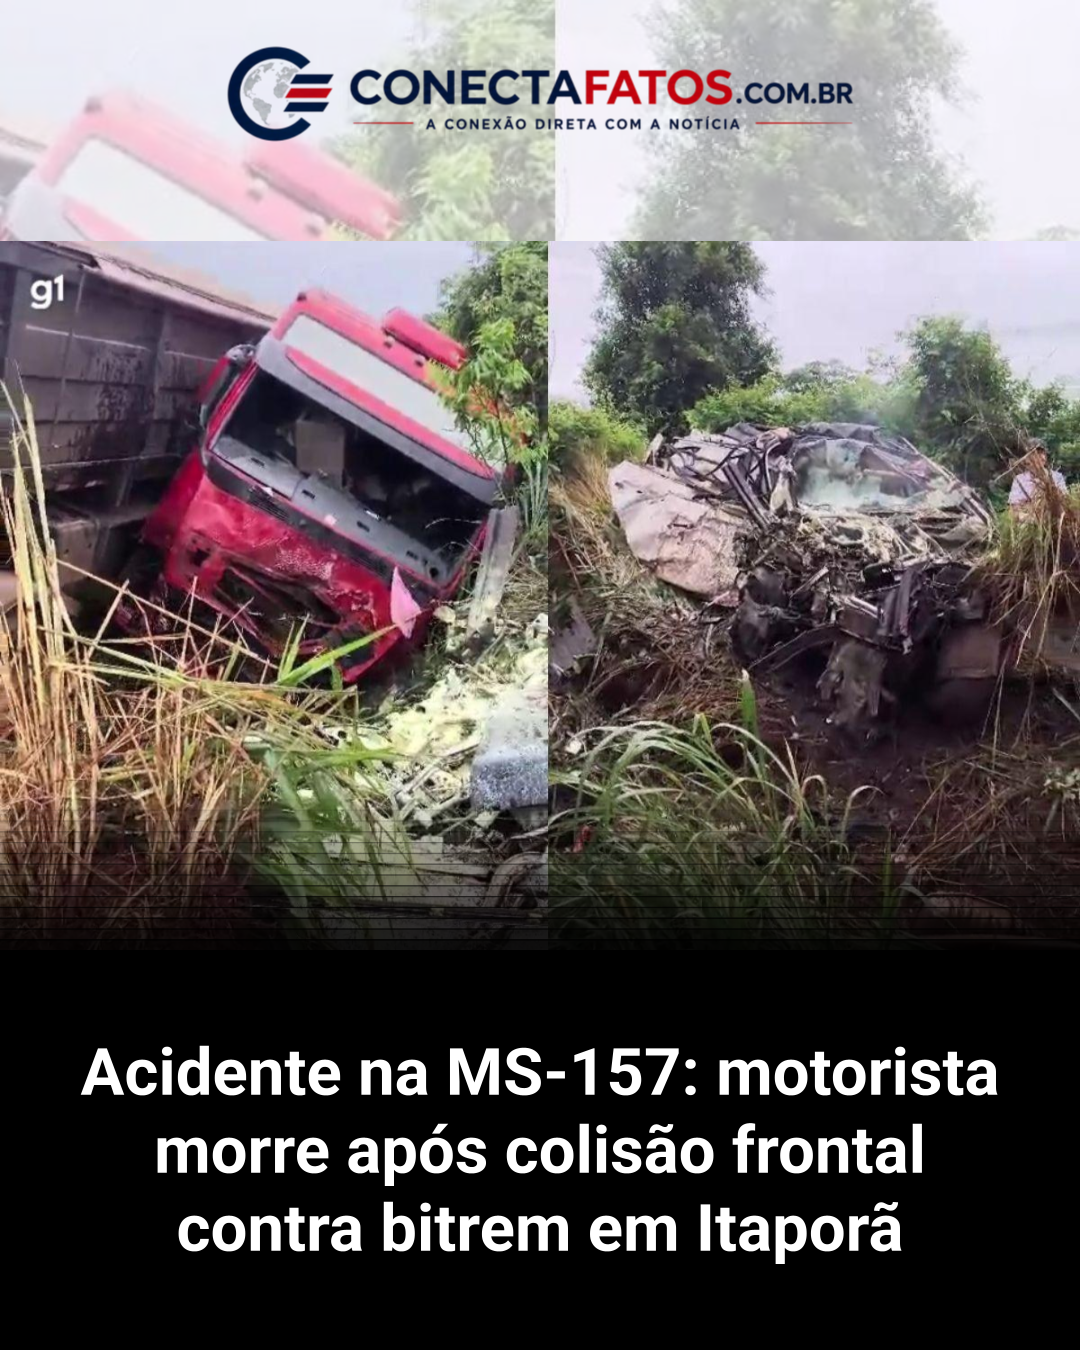 CONECTAFATOS.COM.BR
A CONEXÃO DIRETA COM A NOTÍCIA
g1
Acidente na MS-157: motorista
morre após colisão frontal
contra bitrem em Itaporã